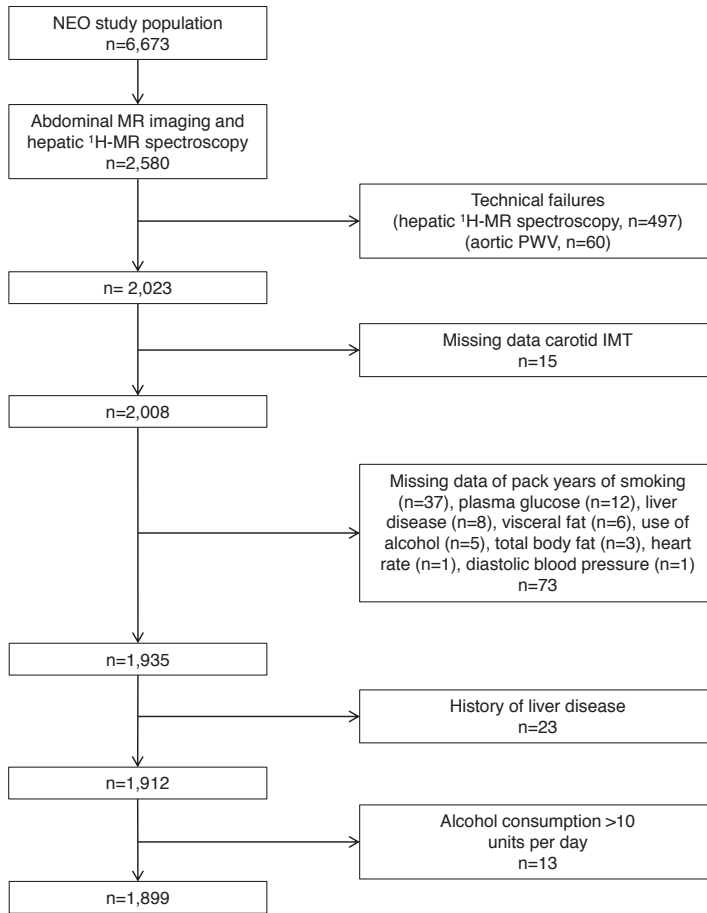 NEO study population
n=6,673
Abdominal MR imaging and
hepatic ¹H-MR spectroscopy
n=2,580
Technical failures
(hepatic ¹H-MR spectroscopy, n=497)
(aortic PWV, n=60)
n= 2,023
Missing data carotid IMT
n=15
n=2,008
Missing data of pack years of smoking
(n=37), plasma glucose (n=12), liver
disease (n=8), visceral fat (n=6), use of
alcohol (n=5), total body fat (n=3), heart
rate (n=1), diastolic blood pressure (n=1)
n=73
n=1,935
History of liver disease
n=23
n=1,912
Alcohol consumption >10
units per day
n=13
n=1,899